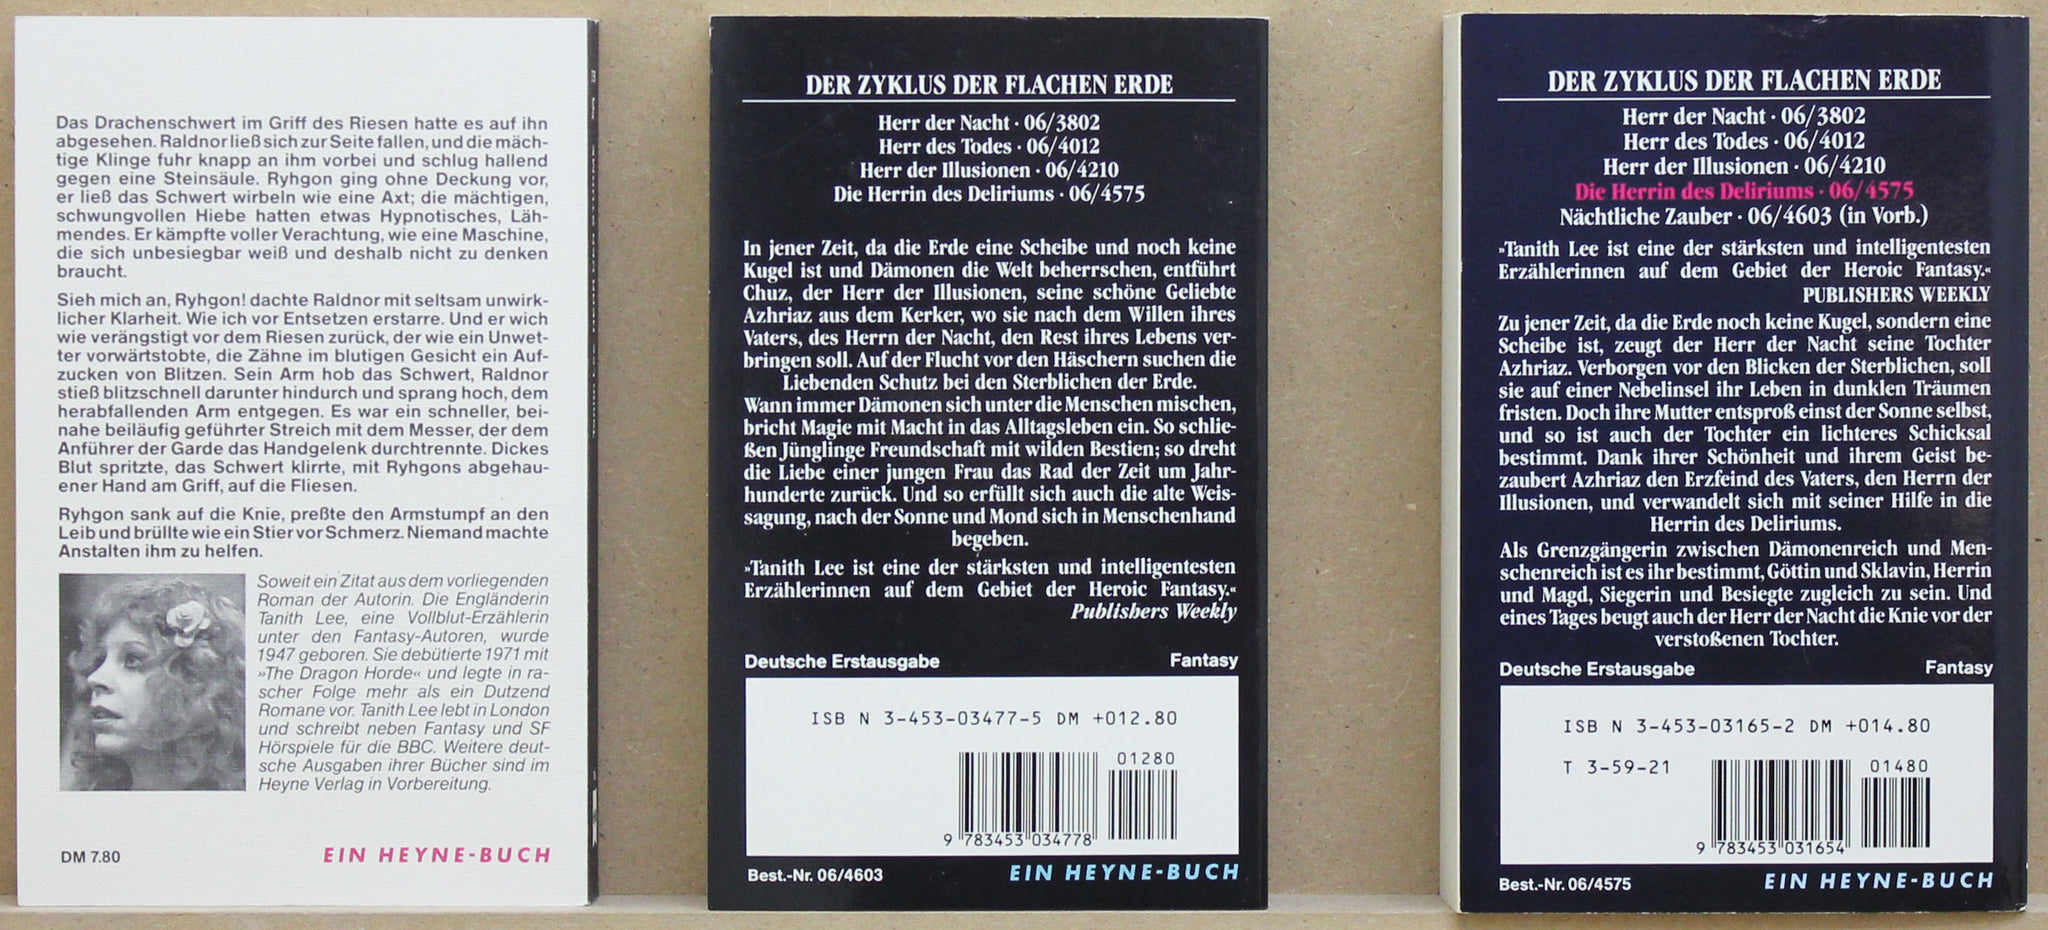 Das Drachenschwert im Griff des Riesen hatte es auf ihn
abgesehen. Raldnor ließ sich zur Seite fallen, und die mäch-
tige Klinge fuhr knapp an ihm vorbei und schlug hallend
gegen eine Steinsäule. Ryhgon ging ohne Deckung vor,
er ließ das Schwert wirbeln wie eine Axt; die mächtigen,
schwungvollen Hiebe hatten etwas Hypnotisches, Läh-
mendes. Er kämpfte voller Verachtung, wie eine Maschine,
die sich unbesiegbar weiß und deshalb nicht zu denken
braucht.
Sieh mich an, Ryhgon! dachte Raldnor mit seltsam unwirk-
licher Klarheit. Wie ich vor Entsetzen erstarre. Und er wich
wie verängstigt vor dem Riesen zurück, der wie ein Unwet-
ter vorwärtstobte, die Zähne im blutigen Gesicht ein Auf-
zucken von Blitzen. Sein Arm hob das Schwert, Raldnor
stieß blitzschnell darunter hindurch und sprang hoch, dem
herabfallenden Arm entgegen. Es war ein schneller, bei-
nahe beiläufig geführter Streich mit dem Messer, der dem
Anführer der Garde das Handgelenk durchtrennte. Dickes
Blut spritzte, das Schwert klirrte, mit Ryhgons abgehau-
ener Hand am Griff, auf die Fliesen.
Ryhgon sank auf die Knie, preßte den Armstumpf an den
Leib und brüllte wie ein Stier vor Schmerz. Niemand machte
Anstalten ihm zu helfen.
Soweit ein Zitat aus dem vorliegenden
Roman der Autorin. Die Engländerin
Tanith Lee, eine Vollblut-Erzählerin
unter den Fantasy-Autoren, wurde
1947 geboren. Sie debütierte 1971 mit
»The Dragon Horde« und legte in ra-
scher Folge mehr als ein Dutzend
Romane vor. Tanith Lee lebt in London
und schreibt neben Fantasy und SF
Hörspiele für die BBC. Weitere deut-
sche Ausgaben ihrer Bücher sind im
Heyne Verlag in Vorbereitung.
DM 7.80
EIN HEYNE-BUCH
DER ZYKLUS DER FLACHEN ERDE
Herr der Nacht · 06/3802
Herr des Todes · 06/4012
Herr der Illusionen · 06/4210
Die Herrin des Deliriums · 06/4575
In jener Zeit, da die Erde eine Scheibe und noch keine
Kugel ist und Dämonen die Welt beherrschen, entführt
Chuz, der Herr der Illusionen, seine schöne Geliebte
Azhriaz aus dem Kerker, wo sie nach dem Willen ihres
Vaters, des Herrn der Nacht, den Rest ihres Lebens ver-
bringen soll. Auf der Flucht vor den Häschern suchen die
Liebenden Schutz bei den Sterblichen der Erde.
Wann immer Dämonen sich unter die Menschen mischen,
bricht Magie mit Macht in das Alltagsleben ein. So schlie-
ßen Jünglinge Freundschaft mit wilden Bestien; so dreht
die Liebe einer jungen Frau das Rad der Zeit um Jahr-
hunderte zurück. Und so erfüllt sich auch die alte Weis-
sagung, nach der Sonne und Mond sich in Menschenhand
begeben.
»Tanith Lee ist eine der stärksten und intelligentesten
Erzählerinnen auf dem Gebiet der Heroic Fantasy.«
Publishers Weekly
Deutsche Erstausgabe
Fantasy
ISB N 3-453-03477-5 DM +012.80
01280
9 783453 034778
Best.-Nr. 06/4603
EIN HEYNE-BUCH
DER ZYKLUS DER FLACHEN ERDE
Herr der Nacht · 06/3802
Herr des Todes · 06/4012
Herr der Illusionen · 06/4210
Die Herrin des Deliriums · 06/4575
Nächtliche Zauber · 06/4603 (in Vorb.)
»Tanith Lee ist eine der stärksten und intelligentesten
Erzählerinnen auf dem Gebiet der Heroic Fantasy.«
PUBLISHERS WEEKLY
Zu jener Zeit, da die Erde noch keine Kugel, sondern eine
Scheibe ist, zeugt der Herr der Nacht seine Tochter
Azhriaz. Verborgen vor den Blicken der Sterblichen, soll
sie auf einer Nebelinsel ihr Leben in dunklen Träumen
fristen. Doch ihre Mutter entsproß einst der Sonne selbst,
und so ist auch der Tochter ein lichteres Schicksal
bestimmt. Dank ihrer Schönheit und ihrem Geist be-
zaubert Azhriaz den Erzfeind des Vaters, den Herrn der
Illusionen, und verwandelt sich mit seiner Hilfe in die
Herrin des Deliriums.
Als Grenzgängerin zwischen Dämonenreich und Men-
schenreich ist es ihr bestimmt, Göttin und Sklavin, Herrin
und Magd, Siegerin und Besiegte zugleich zu sein. Und
eines Tages beugt auch der Herr der Nacht die Knie vor der
verstoßenen Tochter.
Deutsche Erstausgabe
Fantasy
ISB N 3-453-03165-2 DM +014.80
T 3-59-21
01480
9 783453 031654
Best.-Nr. 06/4575
EIN HEYNE-BUCH